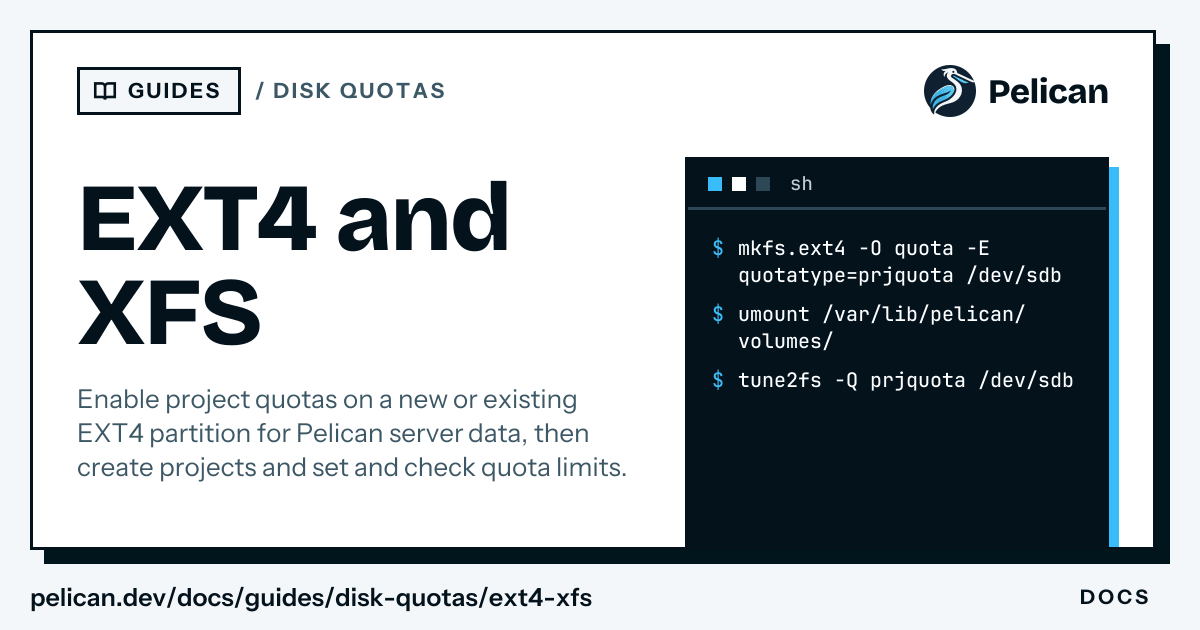 GUIDES / DISK QUOTAS
Pelican
EXT4 and
XFS
Enable project quotas on a new or existing
EXT4 partition for Pelican server data, then
create projects and set and check quota limits.
sh
$ mkfs.ext4 -O quota -E
quotatype=prjquota /dev/sdb
$ umount /var/lib/pelican/
volumes/
$ tune2fs -Q prjquota /dev/sdb
pelican.dev/docs/guides/disk-quotas/ext4-xfs
DOCS